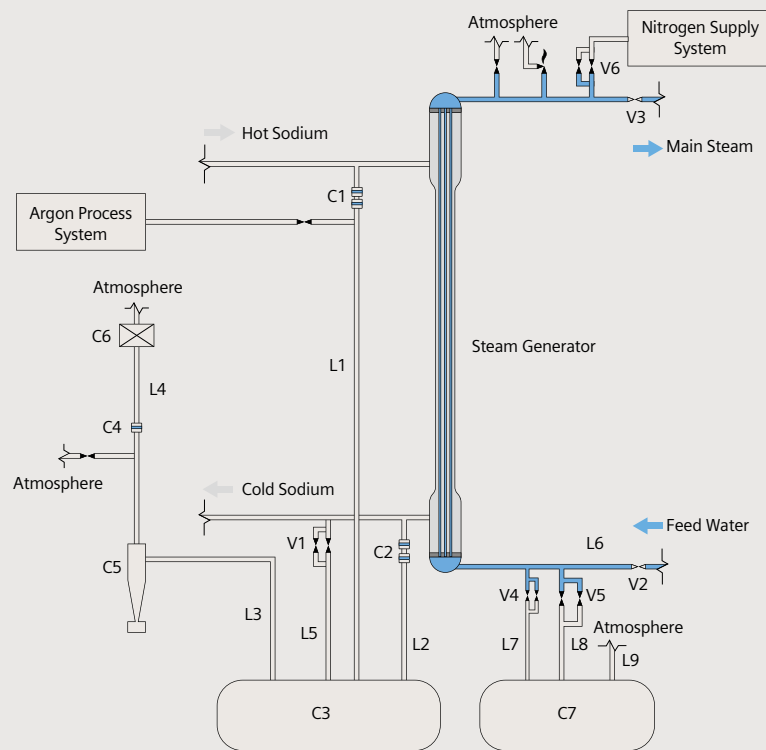 Atmosphere
Nitrogen Supply
System
V6
V3
Main Steam
Hot Sodium
C1
Argon Process
System
Atmosphere
C6
L4
C4
Atmosphere
L1
Steam Generator
Cold Sodium
Feed Water
L6
V1
C2
C5
V2
V4
V5
Atmosphere
L3
L5
L2
L7
L8
L9
C3
C7